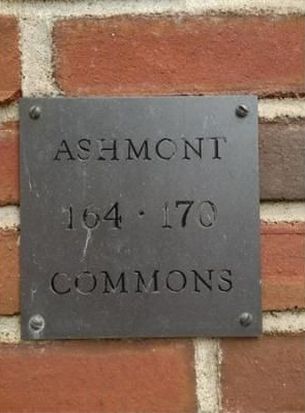 ASHMONT
164 · 170
COMMONS